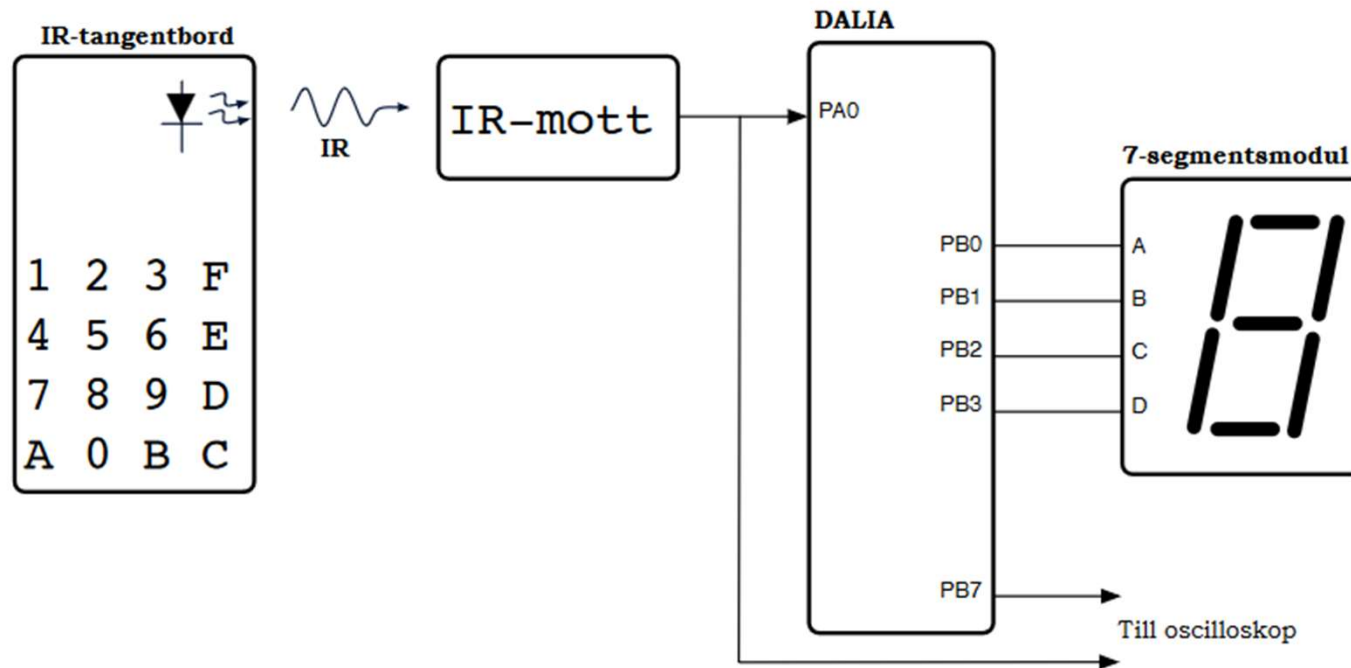 IR-tangentbord
IR
IR-mott
1 2 3 F
4 5 6 E
7 8 9 D
A 0 B C
DALIA
PA0
PB0
PB1
PB2
PB3
PB7
7-segmentsmodul
A
B
C
D
Till oscilloskop